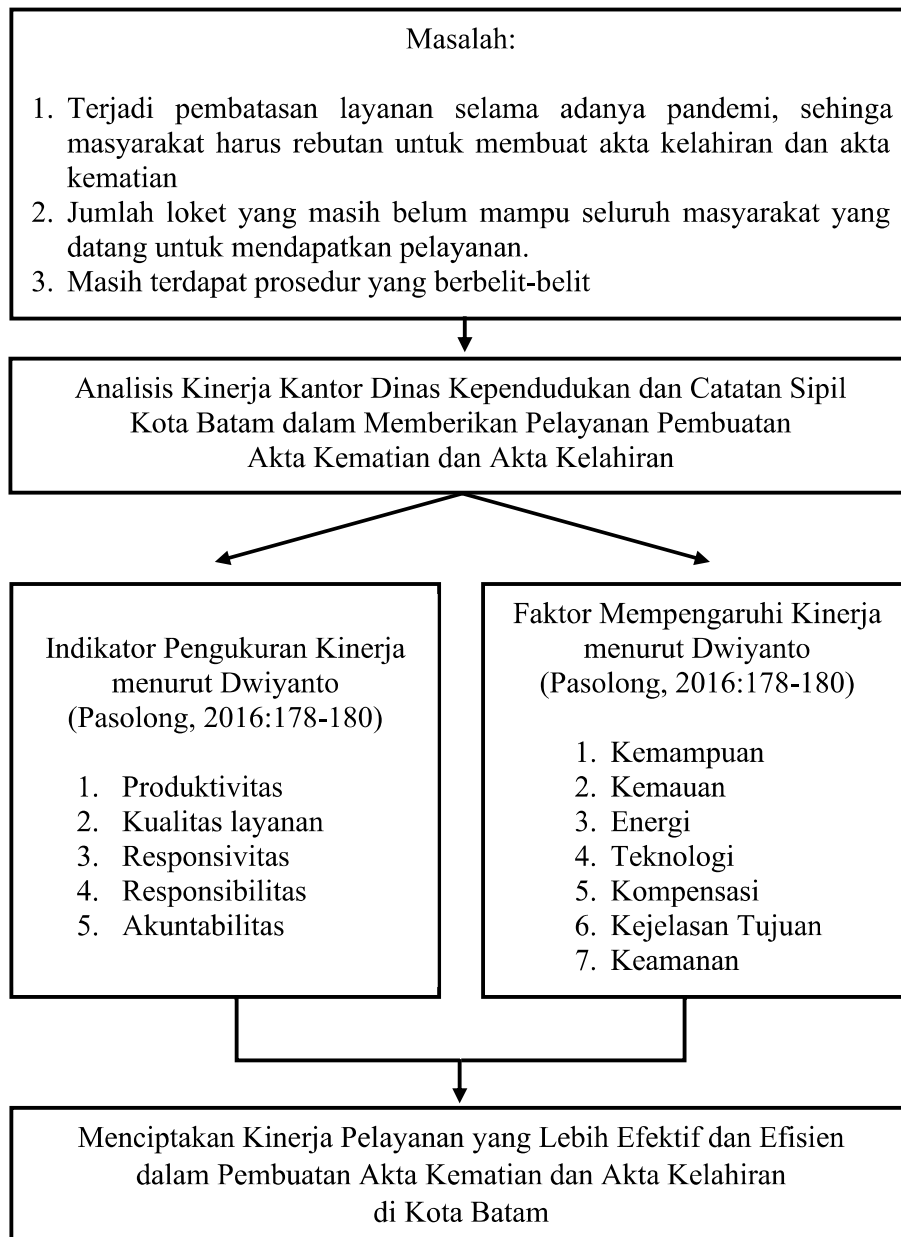 Masalah:
1. Terjadi pembatasan layanan selama adanya pandemi, sehinga
masyarakat harus rebutan untuk membuat akta kelahiran dan akta
kematian
2. Jumlah loket yang masih belum mampu seluruh masyarakat yang
datang untuk mendapatkan pelayanan.
3. Masih terdapat prosedur yang berbelit-belit
Analisis Kinerja Kantor Dinas Kependudukan dan Catatan Sipil
Kota Batam dalam Memberikan Pelayanan Pembuatan
Akta Kematian dan Akta Kelahiran
Indikator Pengukuran Kinerja
menurut Dwiyanto
(Pasolong, 2016:178-180)
1. Produktivitas
2. Kualitas layanan
3. Responsivitas
4. Responsibilitas
5. Akuntabilitas
Faktor Mempengaruhi Kinerja
menurut Dwiyanto
(Pasolong, 2016:178-180)
1. Kemampuan
2. Kemauan
3. Energi
4. Teknologi
5. Kompensasi
6. Kejelasan Tujuan
7. Keamanan
Menciptakan Kinerja Pelayanan yang Lebih Efektif dan Efisien
dalam Pembuatan Akta Kematian dan Akta Kelahiran
di Kota Batam